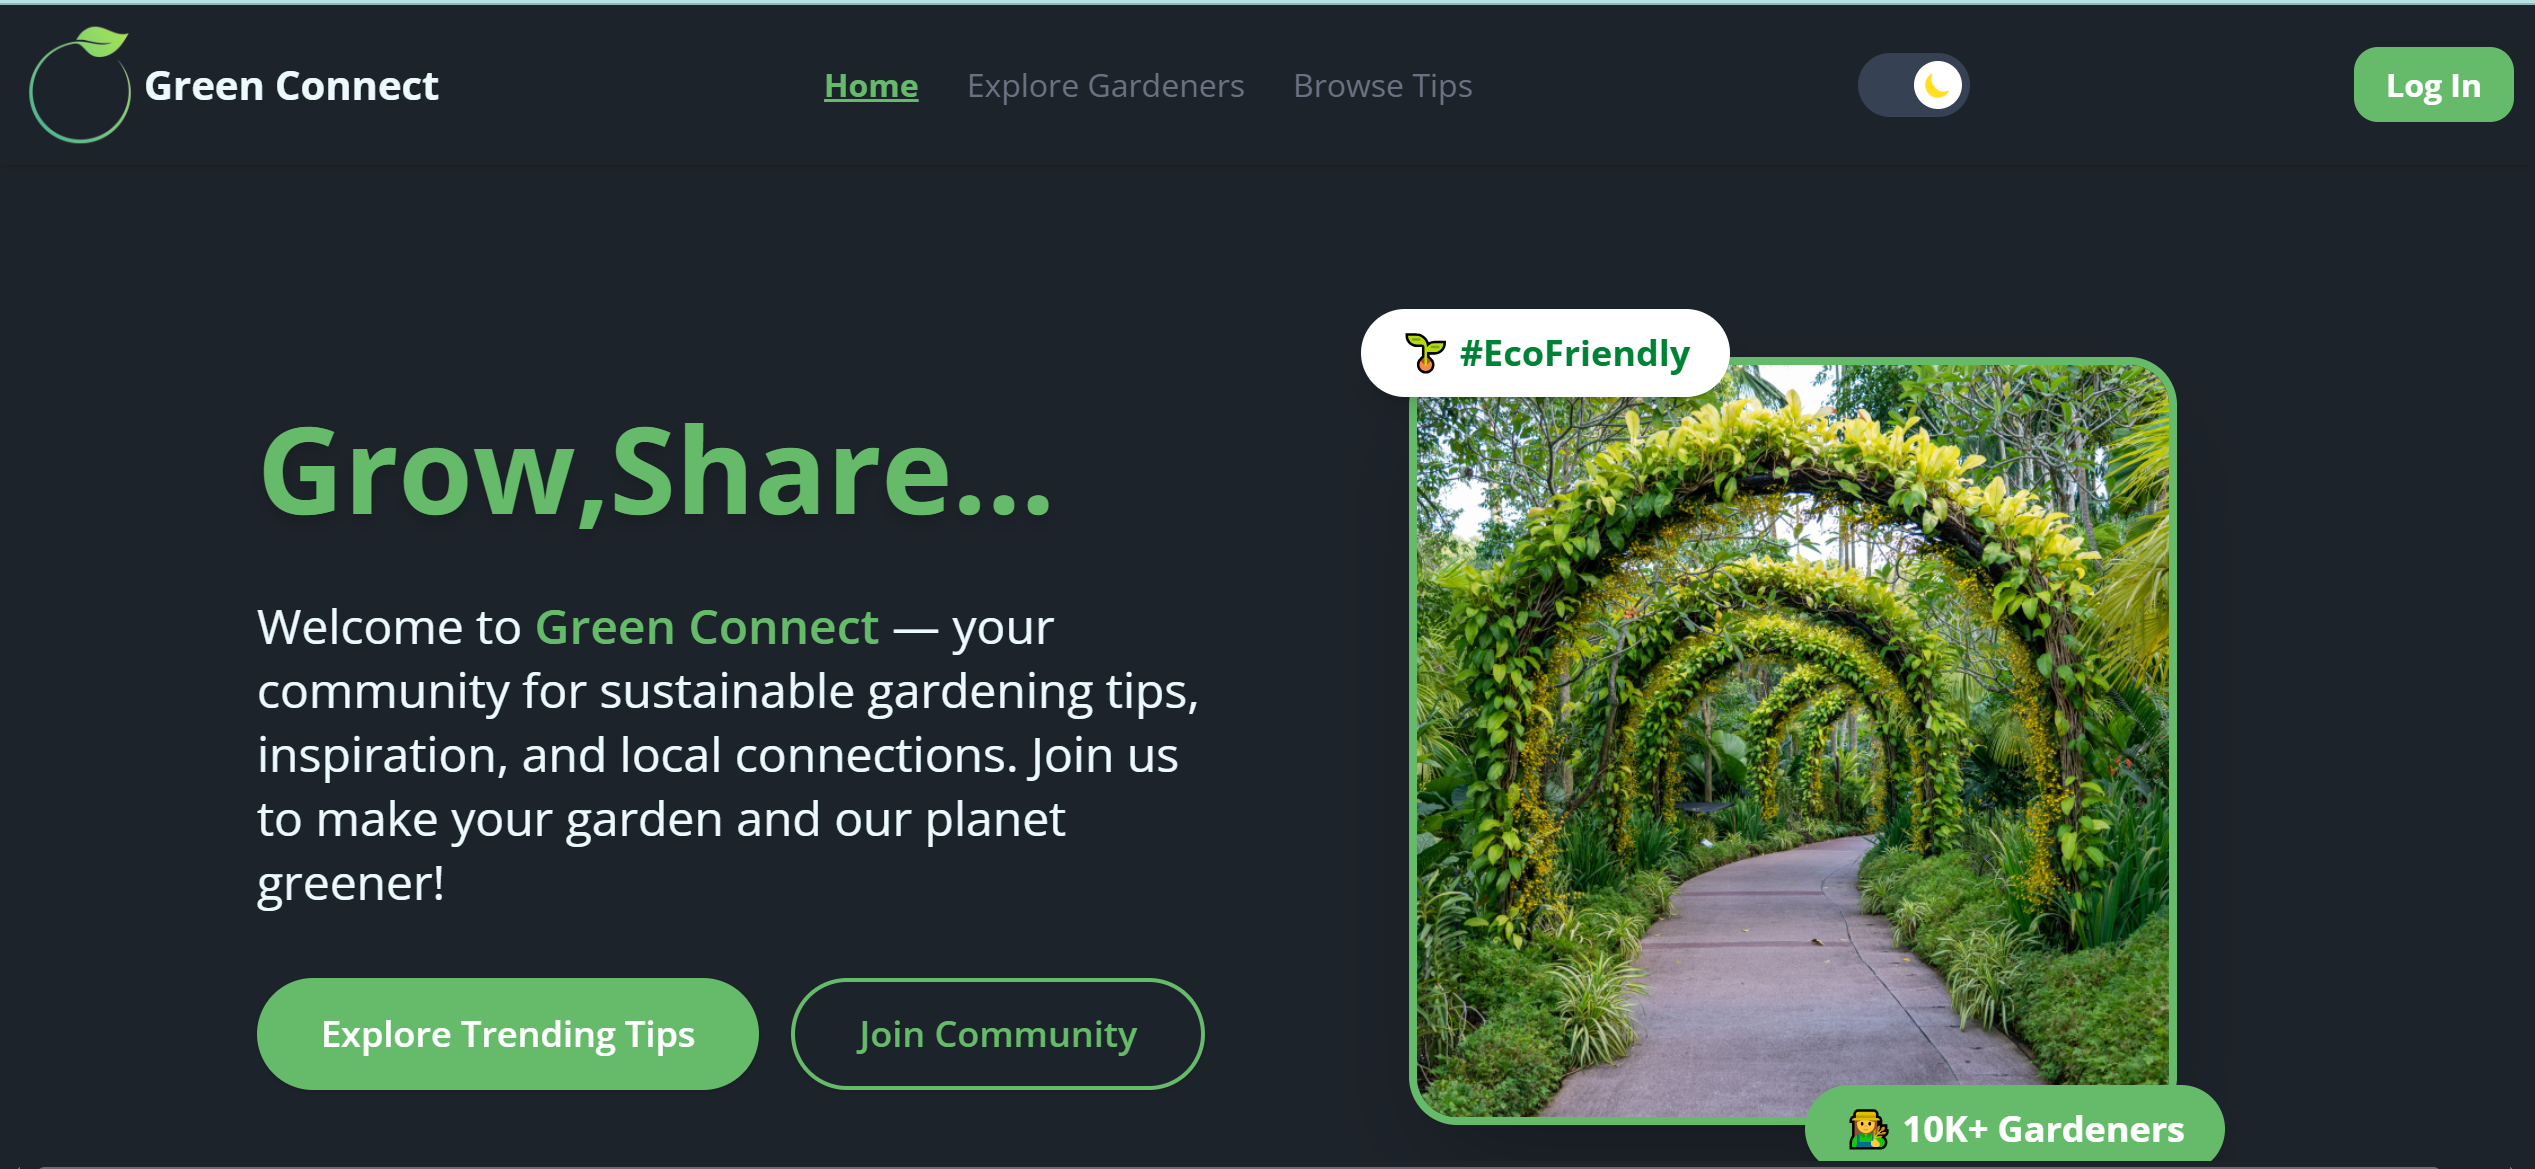 Green Connect
Home
Explore Gardeners
Browse Tips
Log In
#EcoFriendly
Grow,Share...
Welcome to Green Connect — your
community for sustainable gardening tips,
inspiration, and local connections. Join us
to make your garden and our planet
greener!
Explore Trending Tips
Join Community
10K+ Gardeners